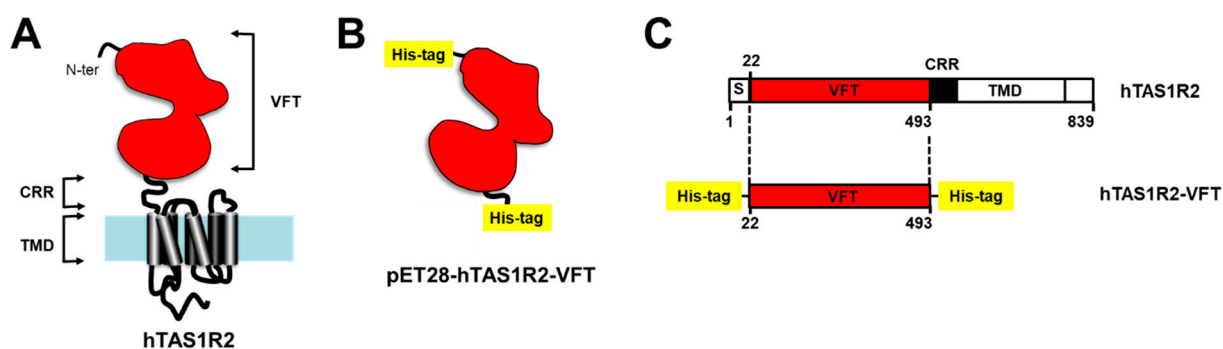 A
N-ter
VFT
CRR
TMD
hTAS1R2
B
His-tag
His-tag
pET28-hTAS1R2-VFT
C
22
CRR
S
VFT
TMD
hTAS1R2
1
493
839
His-tag
VFT
His-tag
hTAS1R2-VFT
22
493